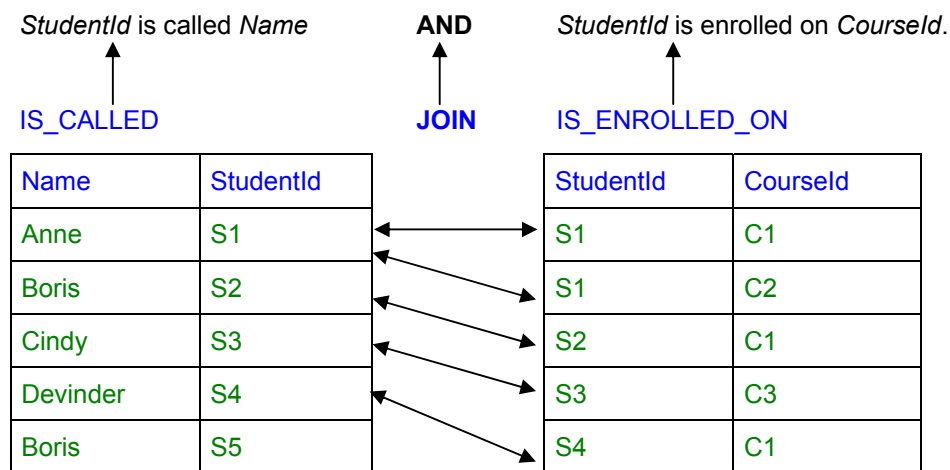 StudentId is called Name AND StudentId is enrolled on CourseId.
IS_CALLED JOIN IS_ENROLLED_ON
Name StudentId StudentId CourseId
Anne S1 S1 C1
Boris S2 S1 C2
Cindy S3 S2 C1
Devinder S4 S3 C3
Boris S5 S4 C1